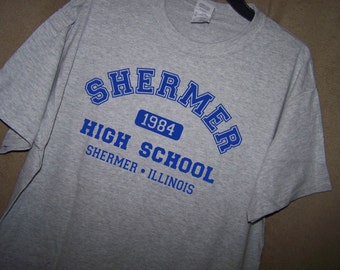 SHERMER
1984
HIGH SCHOOL
SHERMER • ILLINOIS